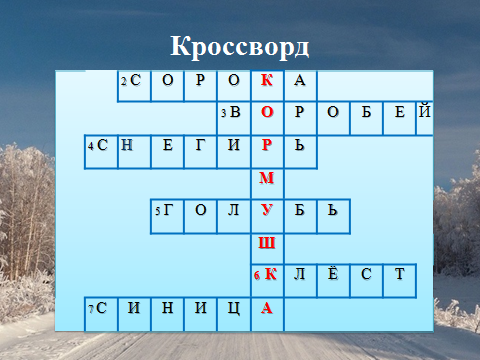 Кроссворд
2 С О Р О К А
3 В О Р О Б Е Й
4 С Н Е Г И Р Ь
М
5 Г О Л У Б Ь
Ш
6 К Л Ё С Т
7 С И Н И Ц А